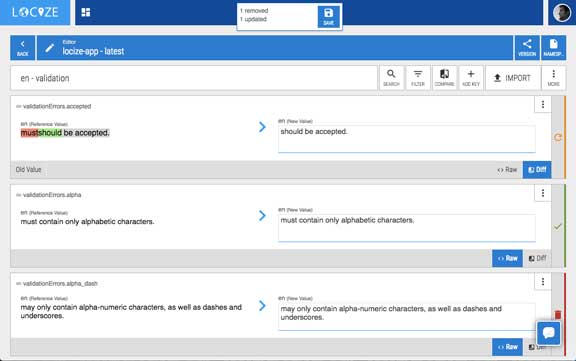 LOCIZE
1 removed
1 updated
SAVE
BACK
Editor
locize-app - latest
VERSION
NAMESP..
en - validation
SEARCH
FILTER
COMPARE
ADD KEY
IMPORT
MORE
validationErrors.accepted
en (Reference Value)
mustshould be accepted.
en (New Value)
should be accepted.
Old Value
<> Raw
Diff
validationErrors.alpha
en (Reference Value)
must contain only alphabetic characters.
en (New Value)
must contain only alphabetic characters.
<> Raw
Diff
validationErrors.alpha_dash
en (Reference Value)
may only contain alpha-numeric characters, as well as dashes and
underscores.
en (New Value)
may only contain alpha-numeric characters, as well as dashes and
underscores.
<> Raw
Diff